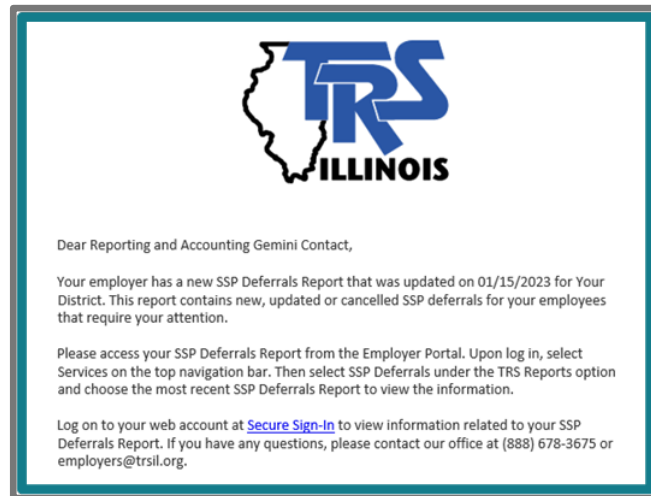 TRS
ILLINOIS
Dear Reporting and Accounting Gemini Contact,
Your employer has a new SSP Deferrals Report that was updated on 01/15/2023 for Your
District. This report contains new, updated or cancelled SSP deferrals for your employees
that require your attention.
Please access your SSP Deferrals Report from the Employer Portal. Upon log in, select
Services on the top navigation bar. Then select SSP Deferrals under the TRS Reports option
and choose the most recent SSP Deferrals Report to view the information.
Log on to your web account at Secure Sign-In to view information related to your SSP
Deferrals Report. If you have any questions, please contact our office at (888) 678-3675 or
employers@trsil.org.